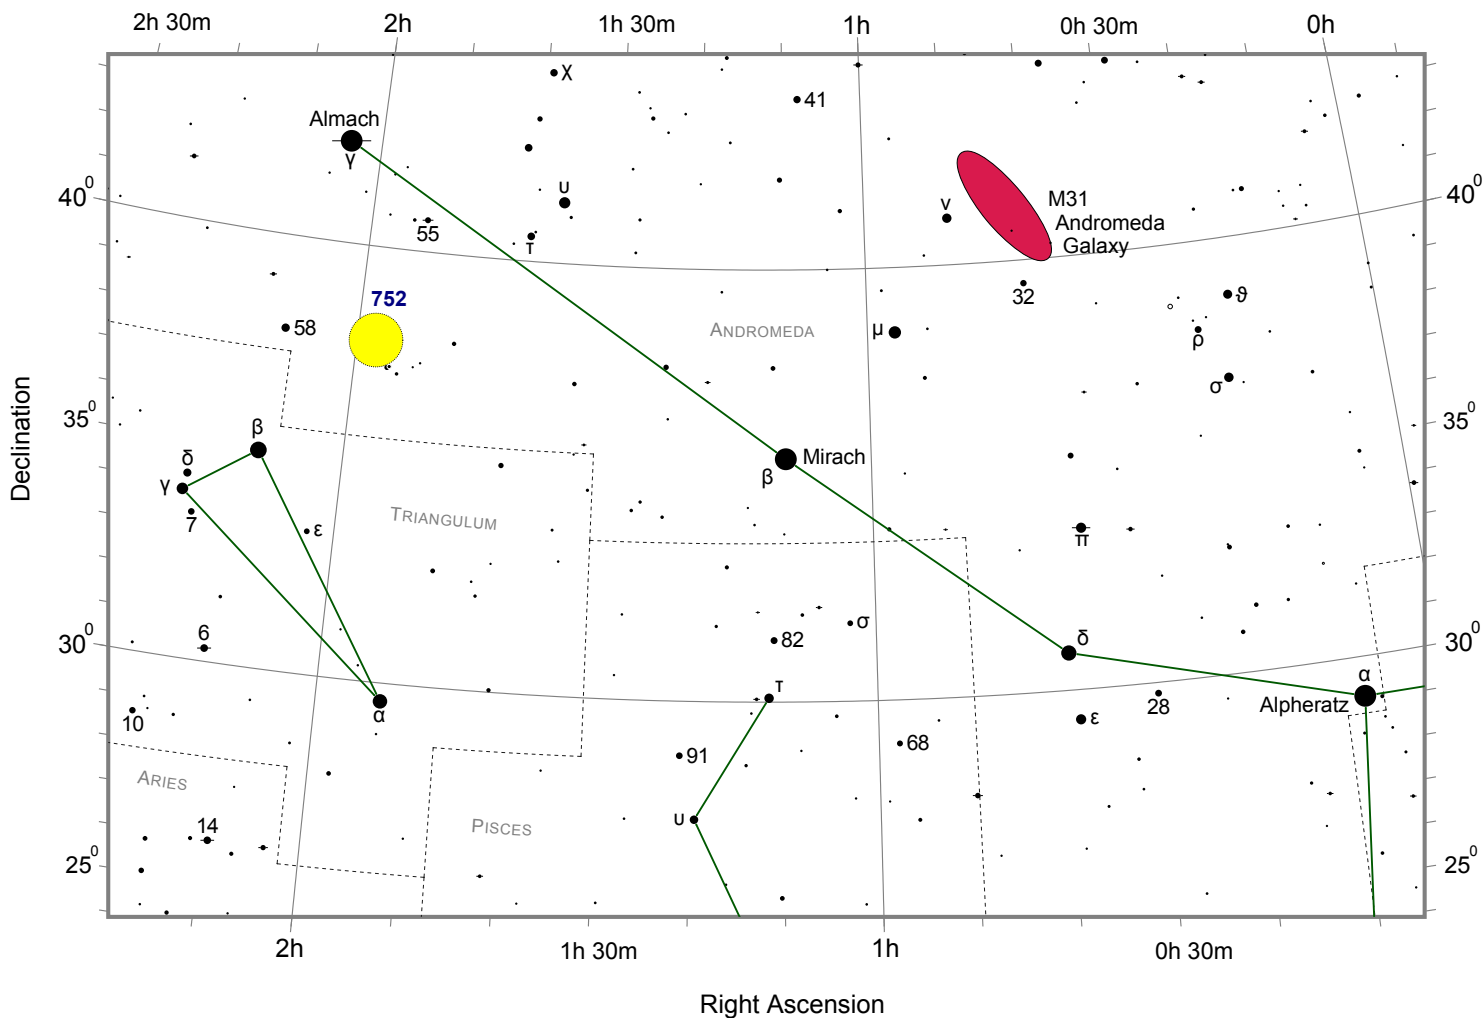 2h 30m 2h 1h 30m 1h 0h 30m 0h
χ
41
Almach
γ
υ
40⁰ ν M31 40⁰
Andromeda
55 τ Galaxy
752 32 ϑ
58 ANDROMEDA μ ρ
σ
35⁰ 35⁰
β Mirach
δ β
γ
7 TRIANGULUM
ε π
6 82 σ δ
30⁰ 30⁰
τ α
α 28 Alpheratz
10 ε
91 68
ARIES
14 PISCES υ
25⁰ 25⁰
2h 1h 30m 1h 0h 30m
Declination
Right Ascension